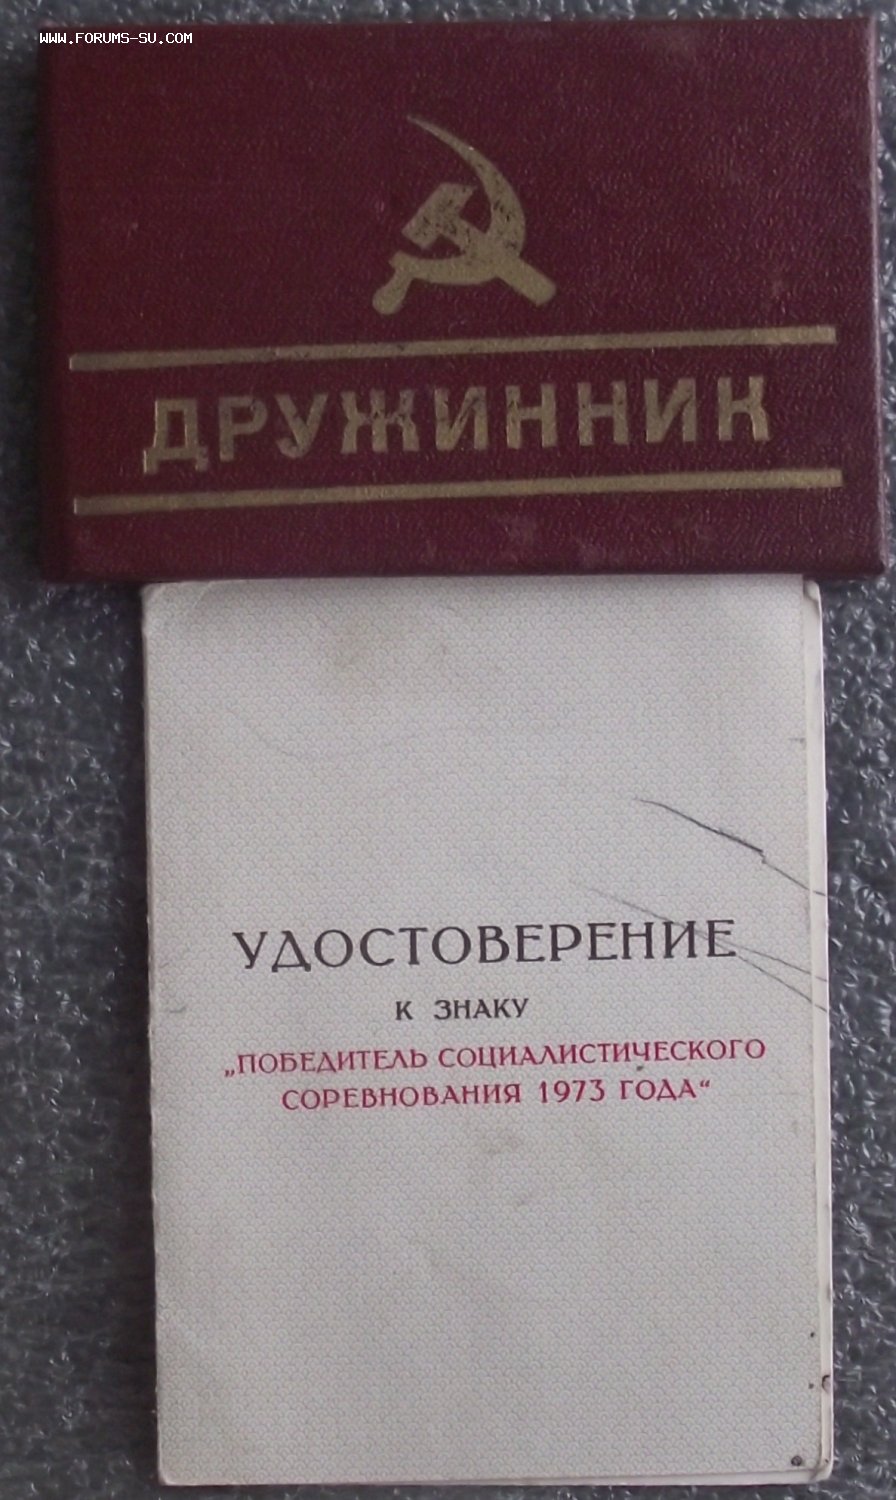 WWW.FORUMS-SU.COM
ДРУЖИННИК
УДОСТОВЕРЕНИЕ
К ЗНАКУ
„ПОБЕДИТЕЛЬ СОЦИАЛИСТИЧЕСКОГО
СОРЕВНОВАНИЯ 1973 ГОДА“